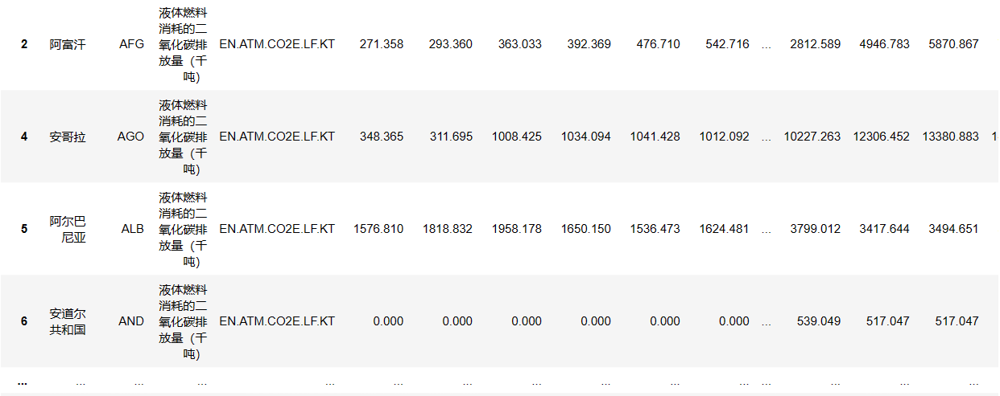 液体燃料
消耗的二
2 阿富汗 AFG 氧化碳排 EN.ATM.CO2E.LF.KT 271.358 293.360 363.033 392.369 476.710 542.716 ... 2812.589 4946.783 5870.867
放量（千
吨）
液体燃料
消耗的二
4 安哥拉 AGO 氧化碳排 EN.ATM.CO2E.LF.KT 348.365 311.695 1008.425 1034.094 1041.428 1012.092 ... 10227.263 12306.452 13380.883 1
放量（千
吨）
液体燃料
消耗的二
5 阿尔巴尼亚 ALB 氧化碳排 EN.ATM.CO2E.LF.KT 1576.810 1818.832 1958.178 1650.150 1536.473 1624.481 ... 3799.012 3417.644 3494.651
放量（千
吨）
液体燃料
消耗的二
6 安道尔共和国 AND 氧化碳排 EN.ATM.CO2E.LF.KT 0.000 0.000 0.000 0.000 0.000 0.000 ... 539.049 517.047 517.047
放量（千
吨）
... ... ... ... ... ... ... ... ... ... ... ... ... ... ...